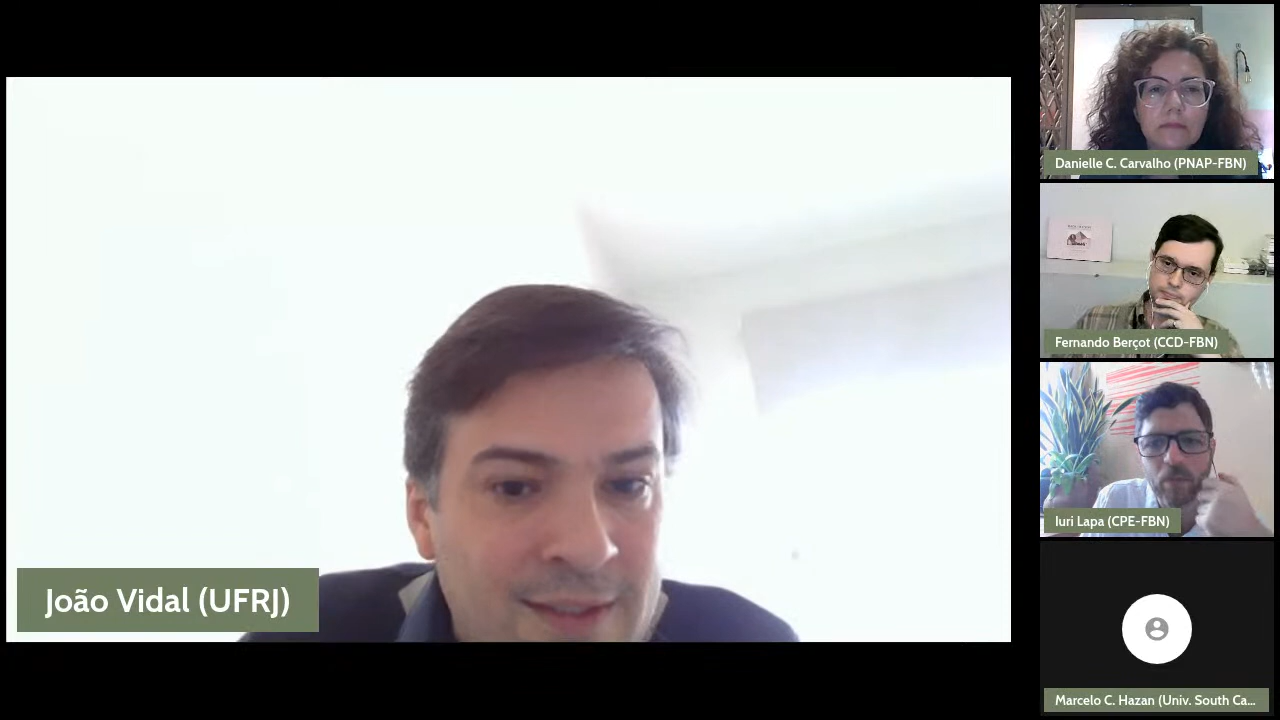 João Vidal (UFRJ)
Danielle C. Carvalho (PNAP-FBN)
Fernando Berçot (CCD-FBN)
Iuri Lapa (CPE-FBN)
Marcelo C. Hazan (Univ. South Ca...